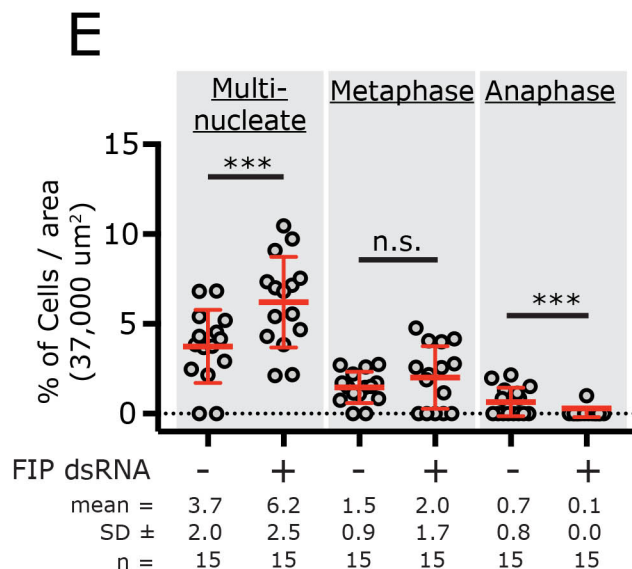 E
Multi-
nucleate
Metaphase
Anaphase
15
10
5
0
% of Cells / area
(37,000 um²)
***
n.s.
***
FIP dsRNA - + - + - +
mean = 3.7 6.2 1.5 2.0 0.7 0.1
SD ± 2.0 2.5 0.9 1.7 0.8 0.0
n = 15 15 15 15 15 15